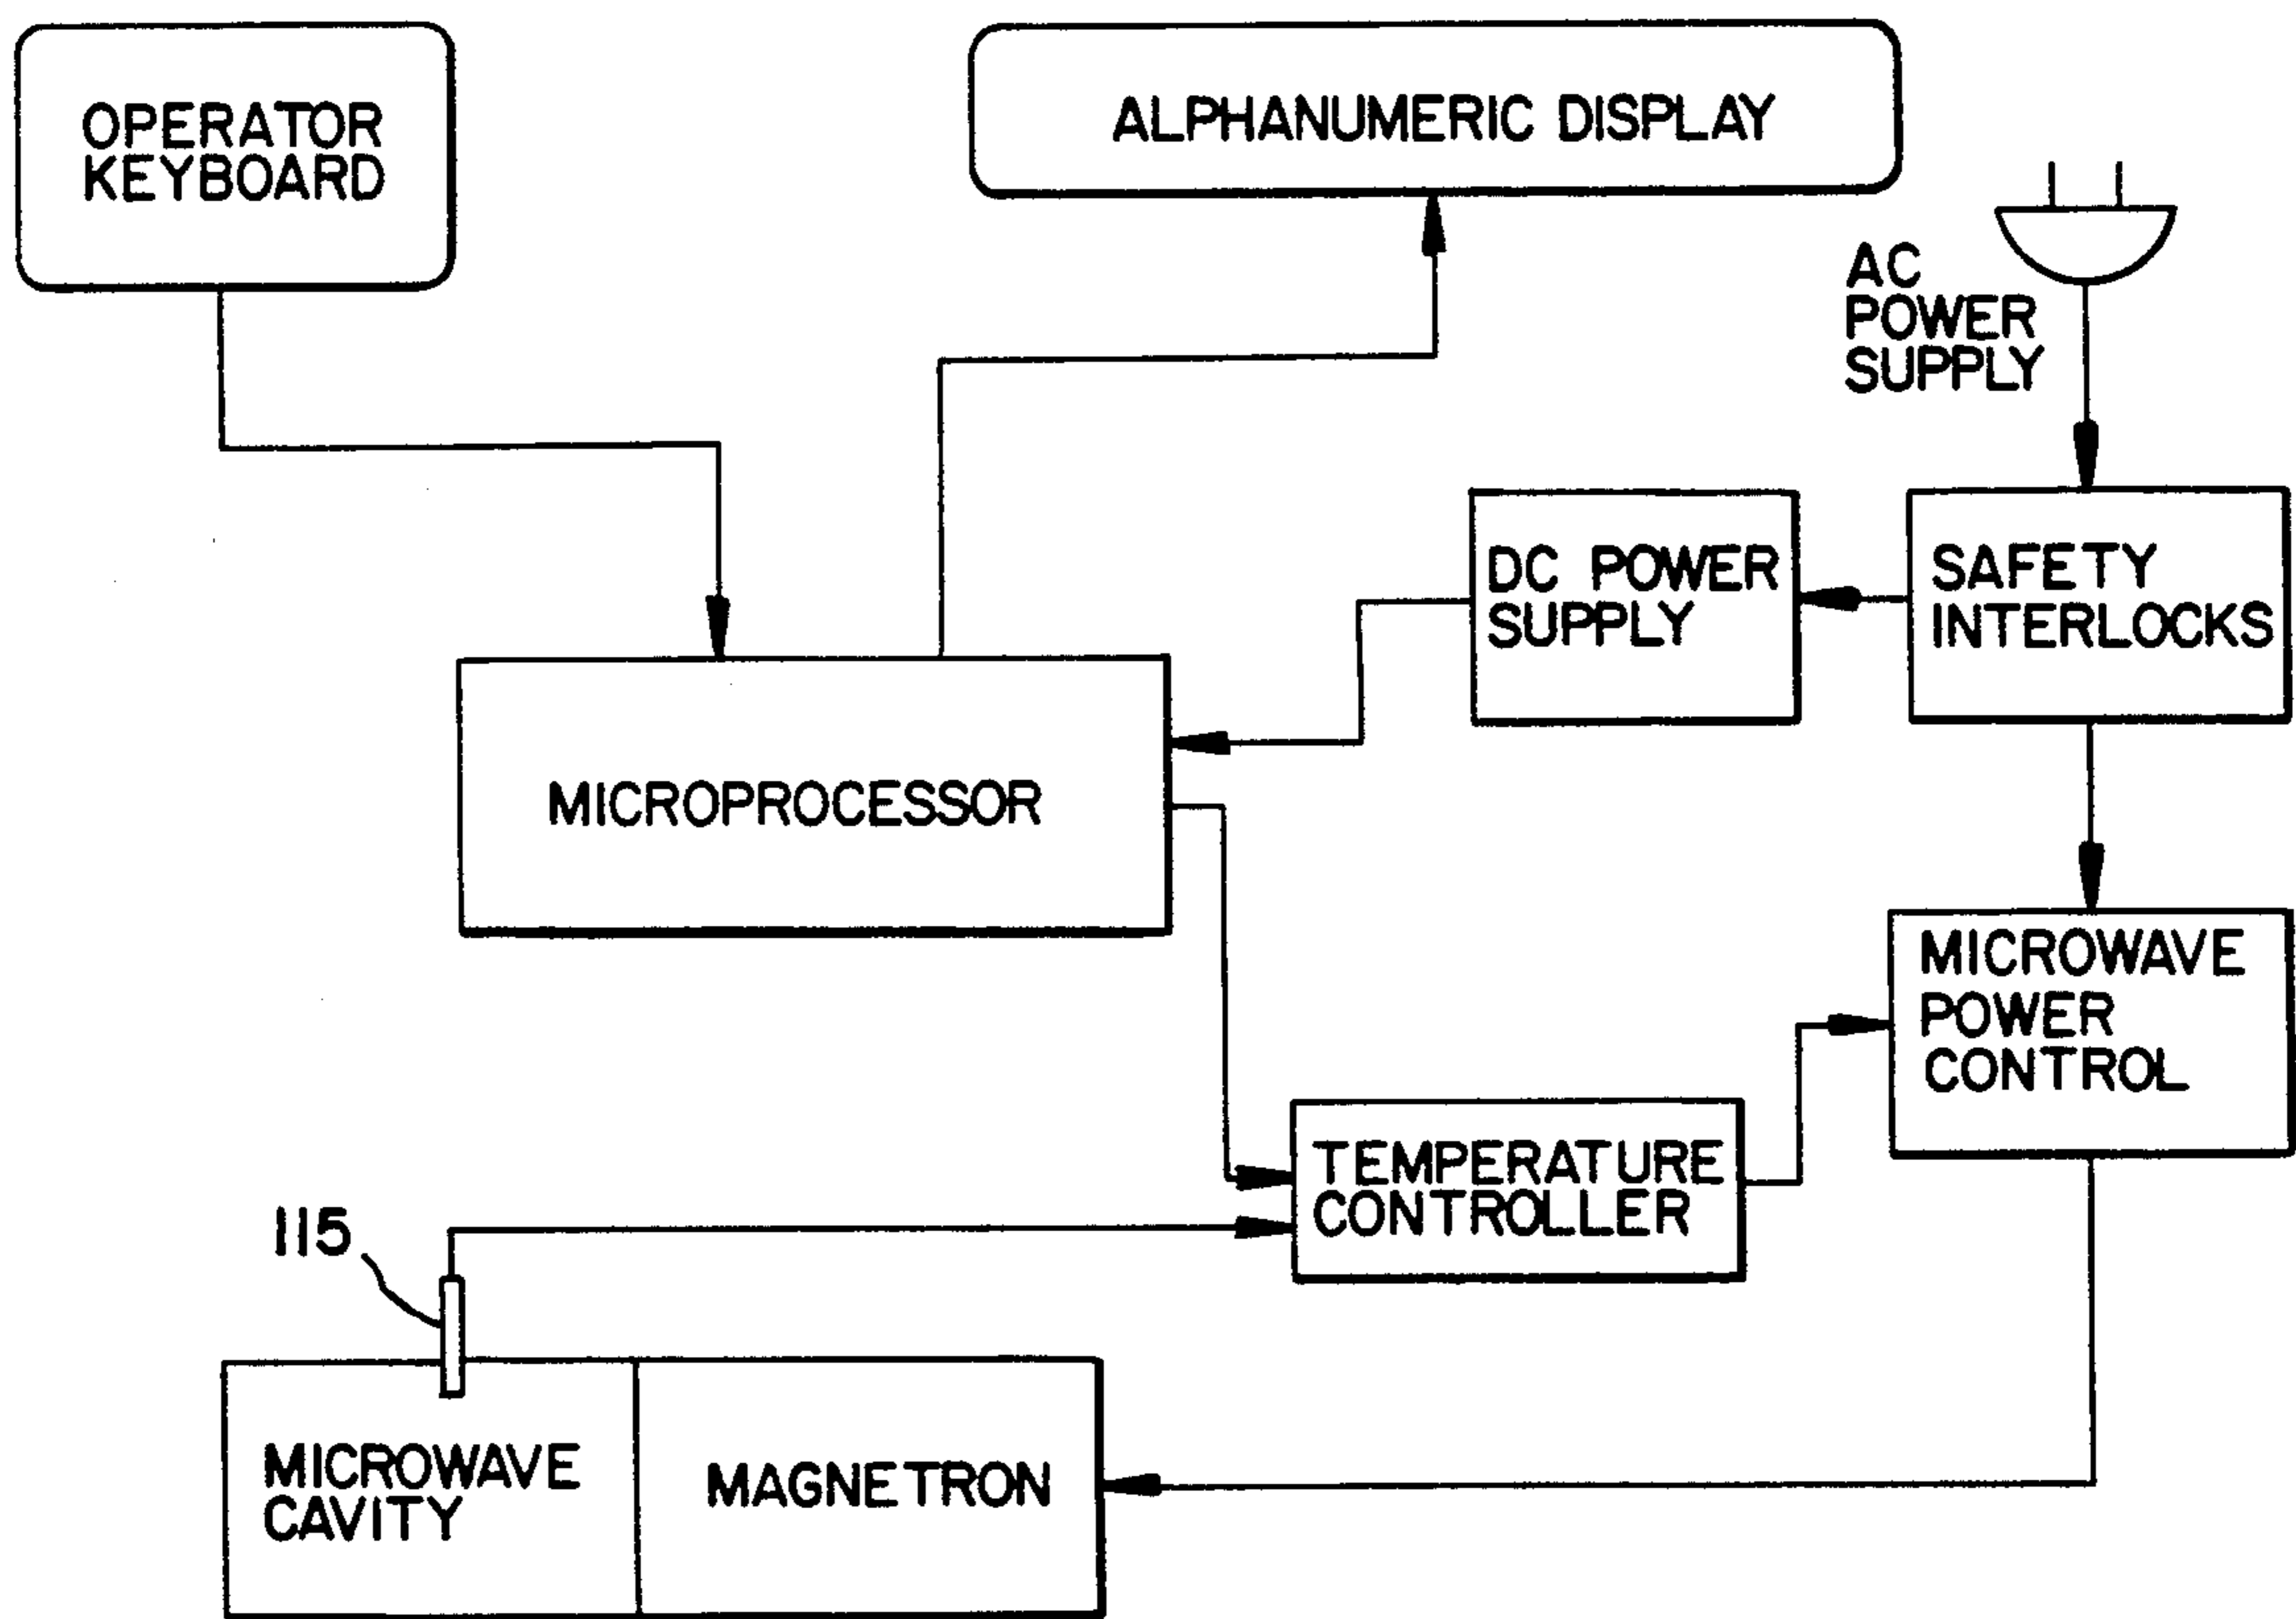 OPERATOR
KEYBOARD
ALPHANUMERIC DISPLAY
AC
POWER
SUPPLY
DC POWER
SUPPLY
SAFETY
INTERLOCKS
MICROPROCESSOR
MICROWAVE
POWER
CONTROL
TEMPERATURE
CONTROLLER
115
MICROWAVE
CAVITY
MAGNETRON